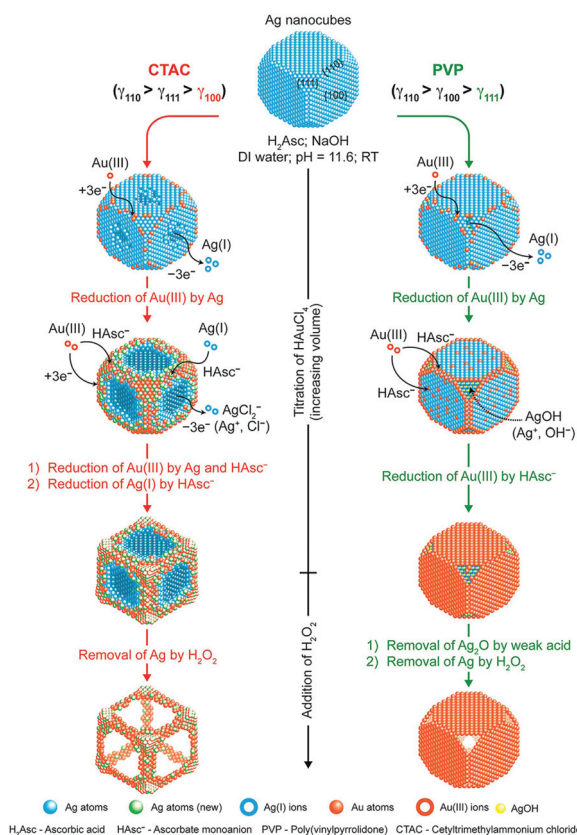 Ag nanocubes
{110}
{111}
{100}
CTAC
(γ110 > γ111 > γ100)
PVP
(γ110 > γ100 > γ111)
H2Asc; NaOH
DI water; pH = 11.6; RT
Au(III)
+3e⁻
Ag(I)
−3e⁻
Reduction of Au(III) by Ag
Au(III)
+3e⁻
Ag(I)
−3e⁻
Reduction of Au(III) by Ag
Titration of HAuCl4
(increasing volume)
Au(III)
HAsc⁻
Ag(I)
HAsc⁻
+3e⁻
AgCl2⁻
−3e⁻ (Ag⁺, Cl⁻)
1) Reduction of Au(III) by Ag and HAsc⁻
2) Reduction of Ag(I) by HAsc⁻
Au(III)
HAsc⁻
HAsc⁻
AgOH
(Ag⁺, OH⁻)
Reduction of Au(III) by HAsc⁻
Addition of H2O2
Removal of Ag by H2O2
1) Removal of Ag2O by weak acid
2) Removal of Ag by H2O2
Ag atoms
Ag atoms (new)
Ag(I) ions
Au atoms
Au(III) ions
AgOH
H2Asc - Ascorbic acid HAsc⁻ - Ascorbate monoanion PVP - Poly(vinylpyrrolidone) CTAC - Cetyltrimethylammonium chloride